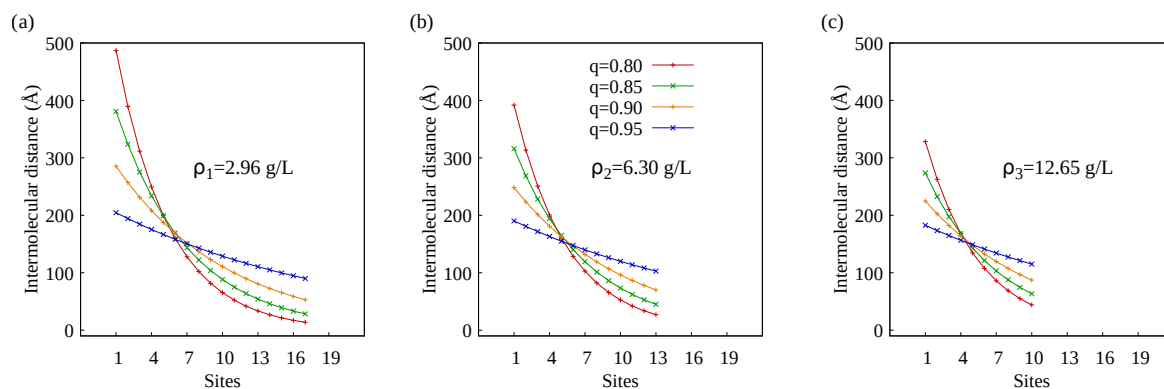 (a)
Intermolecular distance (Å)
500
400
300
200
100
0
ρ1=2.96 g/L
1 4 7 10 13 16 19
Sites
(b)
Intermolecular distance (Å)
500
400
300
200
100
0
q=0.80
q=0.85
q=0.90
q=0.95
ρ2=6.30 g/L
1 4 7 10 13 16 19
Sites
(c)
Intermolecular distance (Å)
500
400
300
200
100
0
ρ3=12.65 g/L
1 4 7 10 13 16 19
Sites